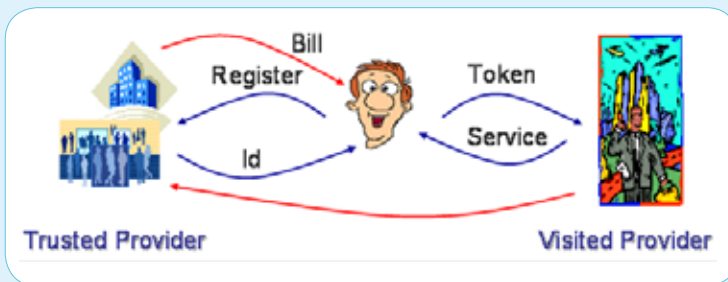 Bill
Register
Token
Service
Id
Trusted Provider
Visited Provider